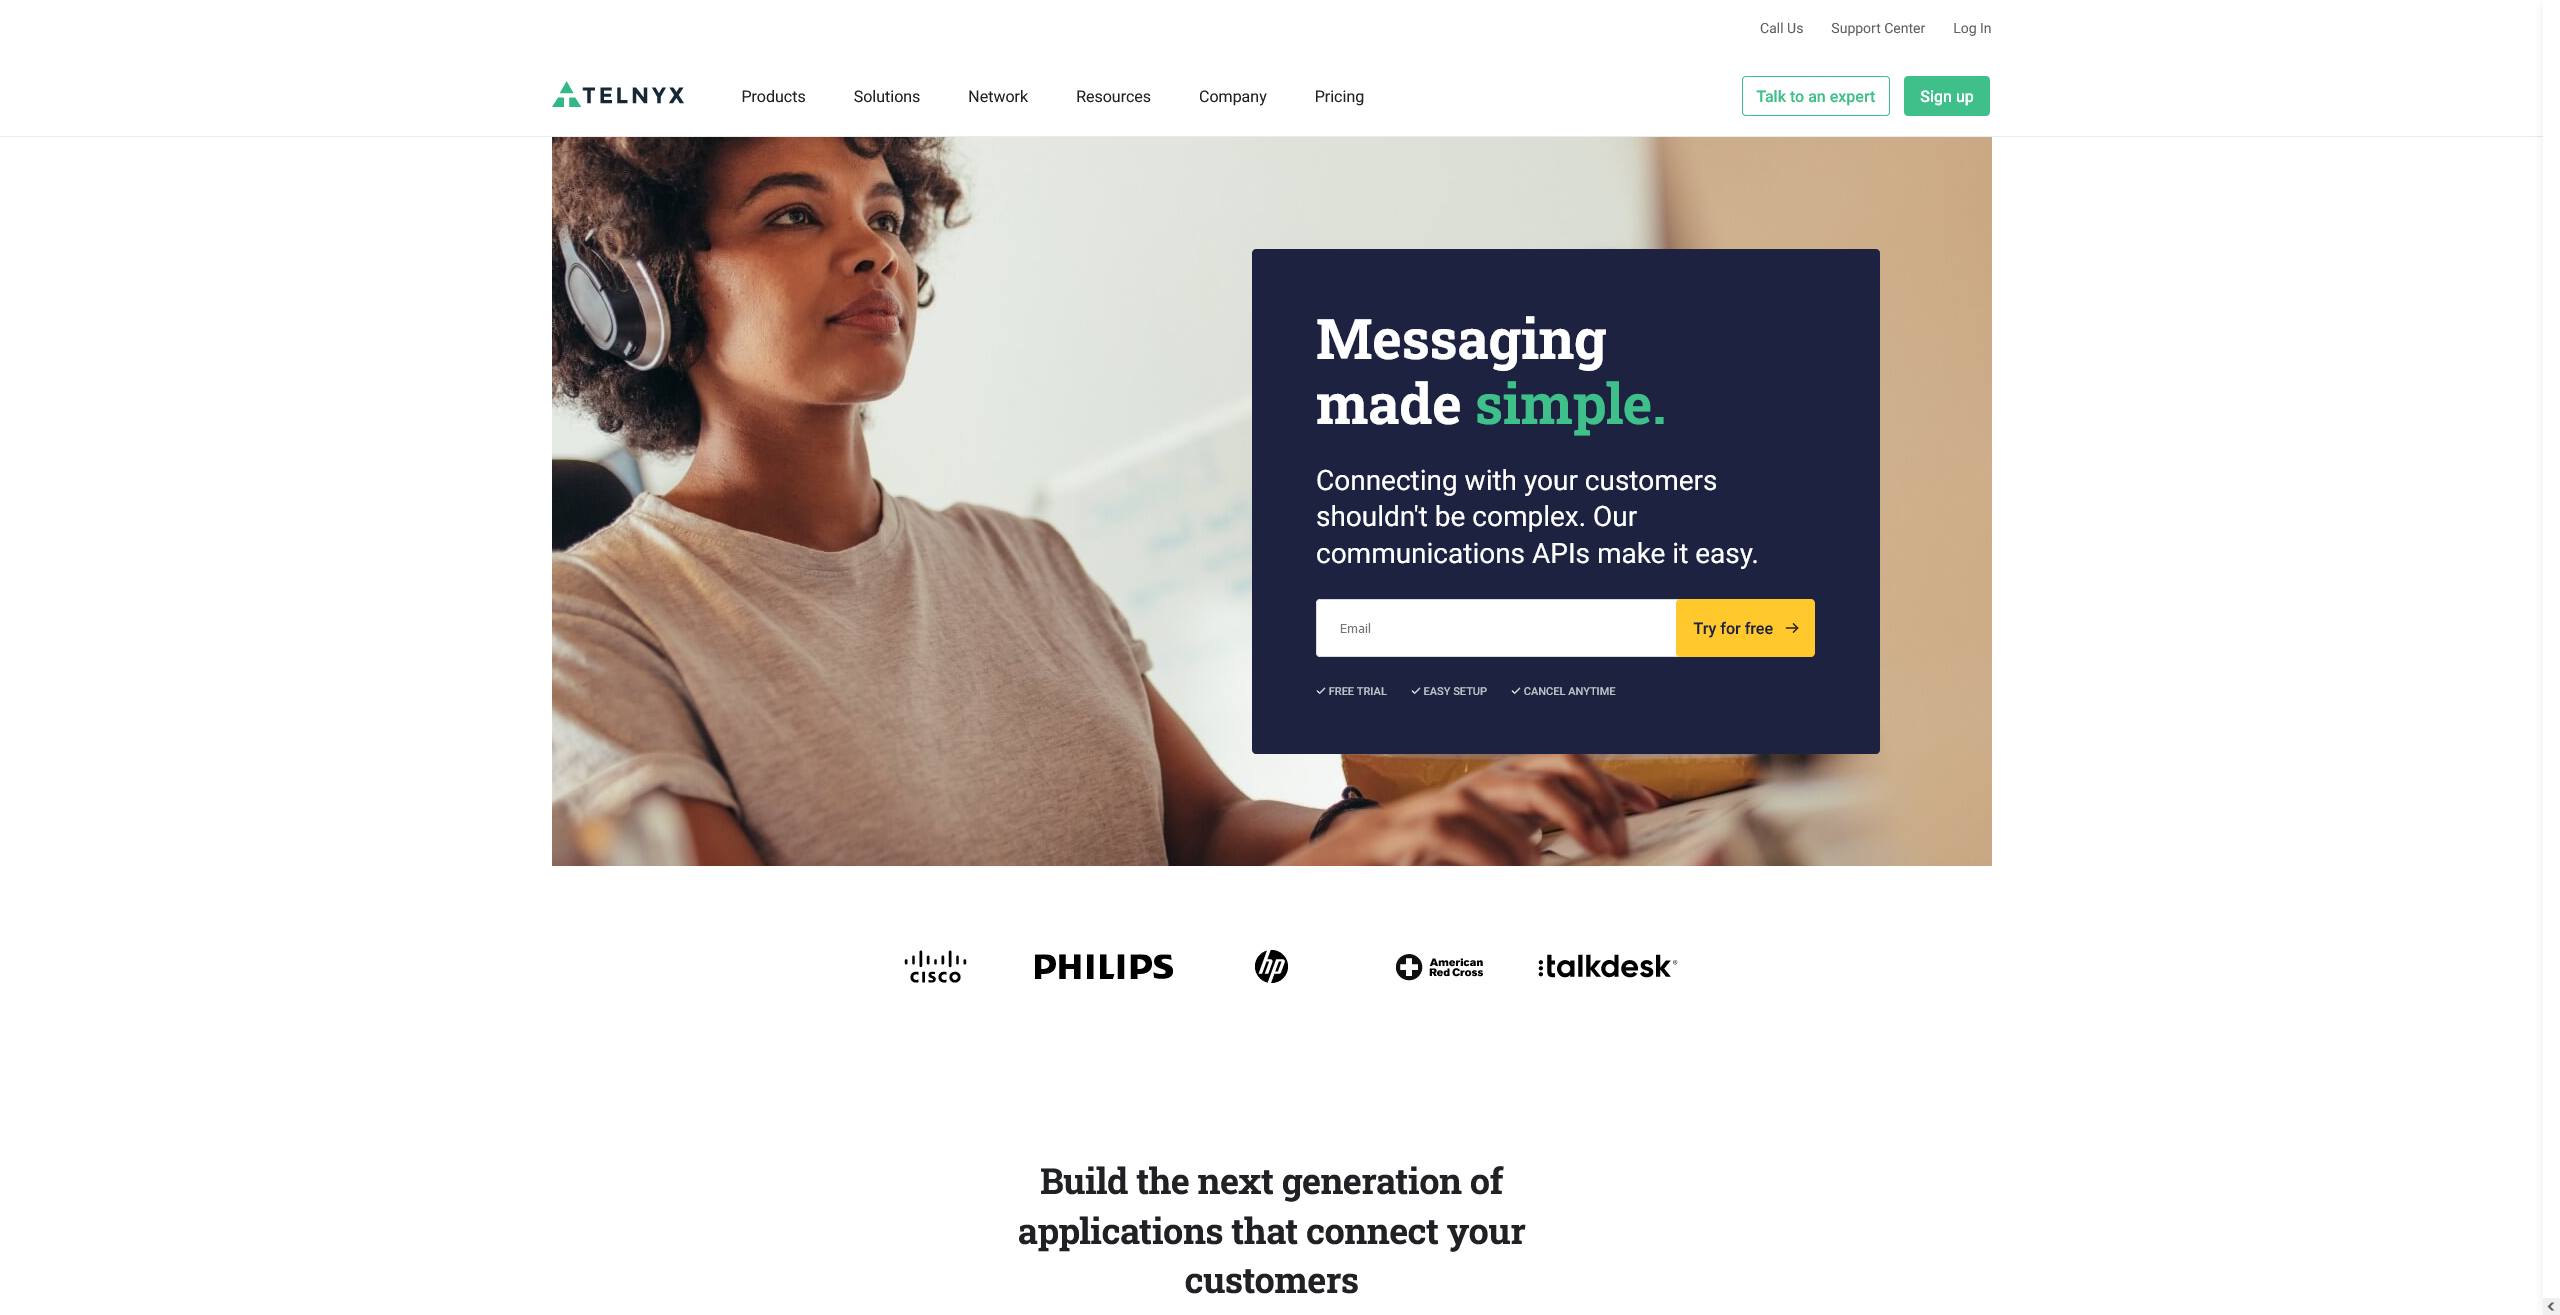 Call Us Support Center Log In
TELNYX Products Solutions Network Resources Company Pricing Talk to an expert Sign up
Messaging
made simple.
Connecting with your customers
shouldn't be complex. Our
communications APIs make it easy.
Email Try for free
FREE TRIAL EASY SETUP CANCEL ANYTIME
CISCO PHILIPS hp American Red Cross :talkdesk®
Build the next generation of
applications that connect your
customers